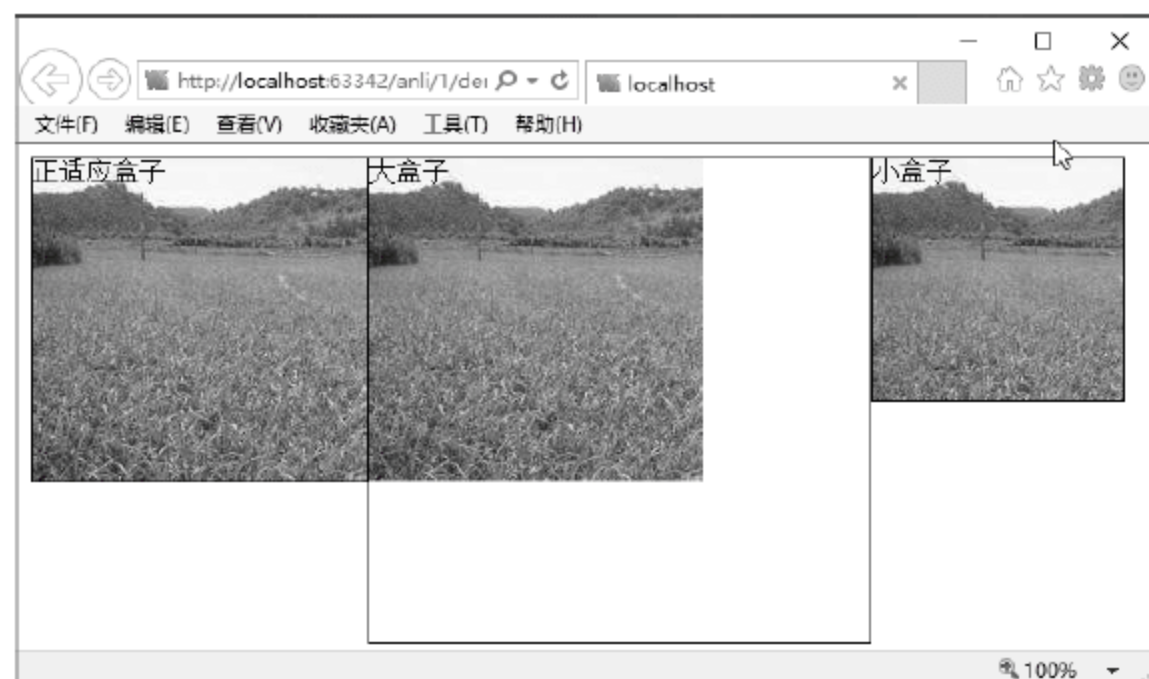 http://localhost:63342/anli/1/der
localhost
文件(F) 编辑(E) 查看(V) 收藏夹(A) 工具(T) 帮助(H)
正适应盒子 大盒子 小盒子
100%